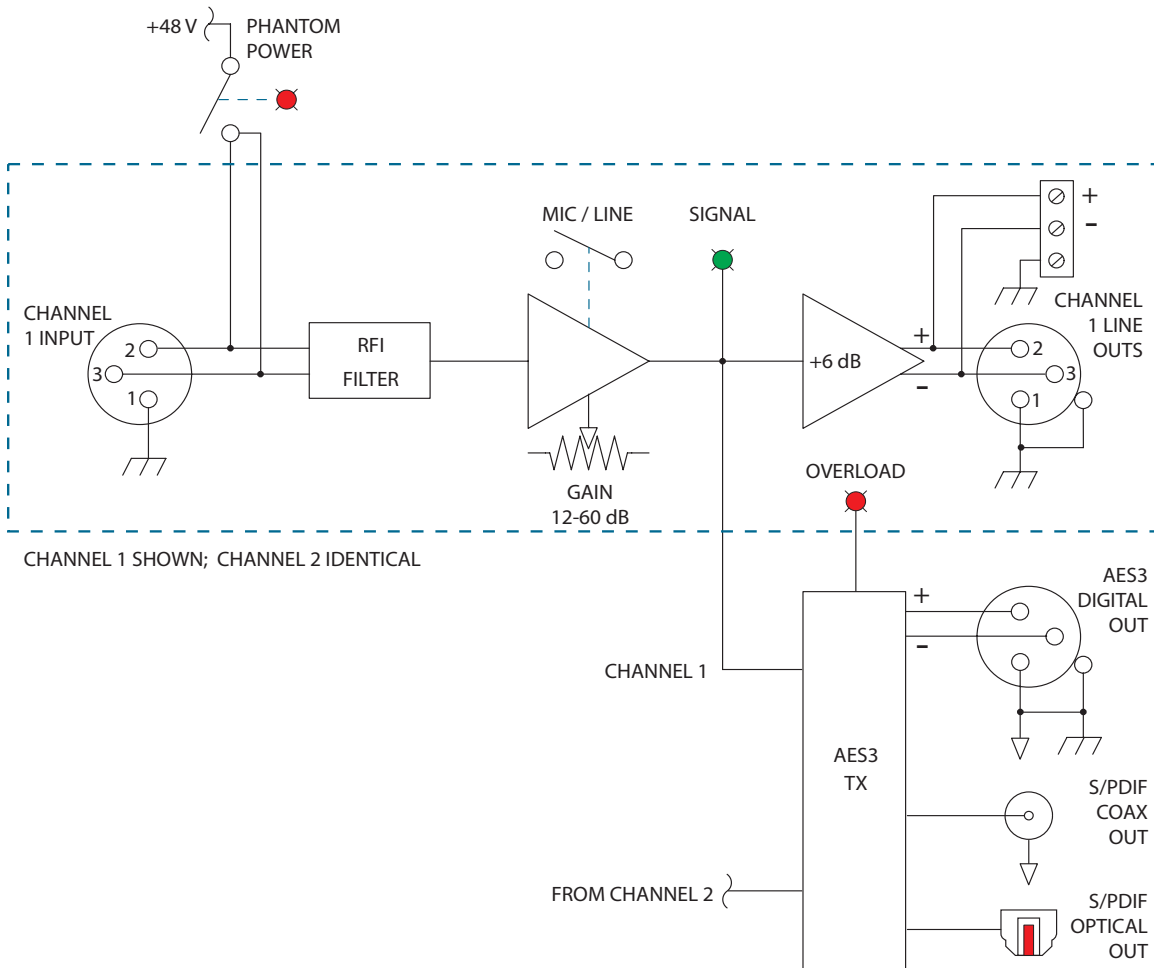 +48 V
PHANTOM
POWER
MIC / LINE
SIGNAL
+
–
CHANNEL
1 INPUT
2
3
1
RFI
FILTER
+6 dB
+
–
CHANNEL
1 LINE
OUTS
2
3
1
GAIN
12-60 dB
OVERLOAD
CHANNEL 1 SHOWN; CHANNEL 2 IDENTICAL
+
–
AES3
DIGITAL
OUT
CHANNEL 1
AES3
TX
S/PDIF
COAX
OUT
FROM CHANNEL 2
S/PDIF
OPTICAL
OUT